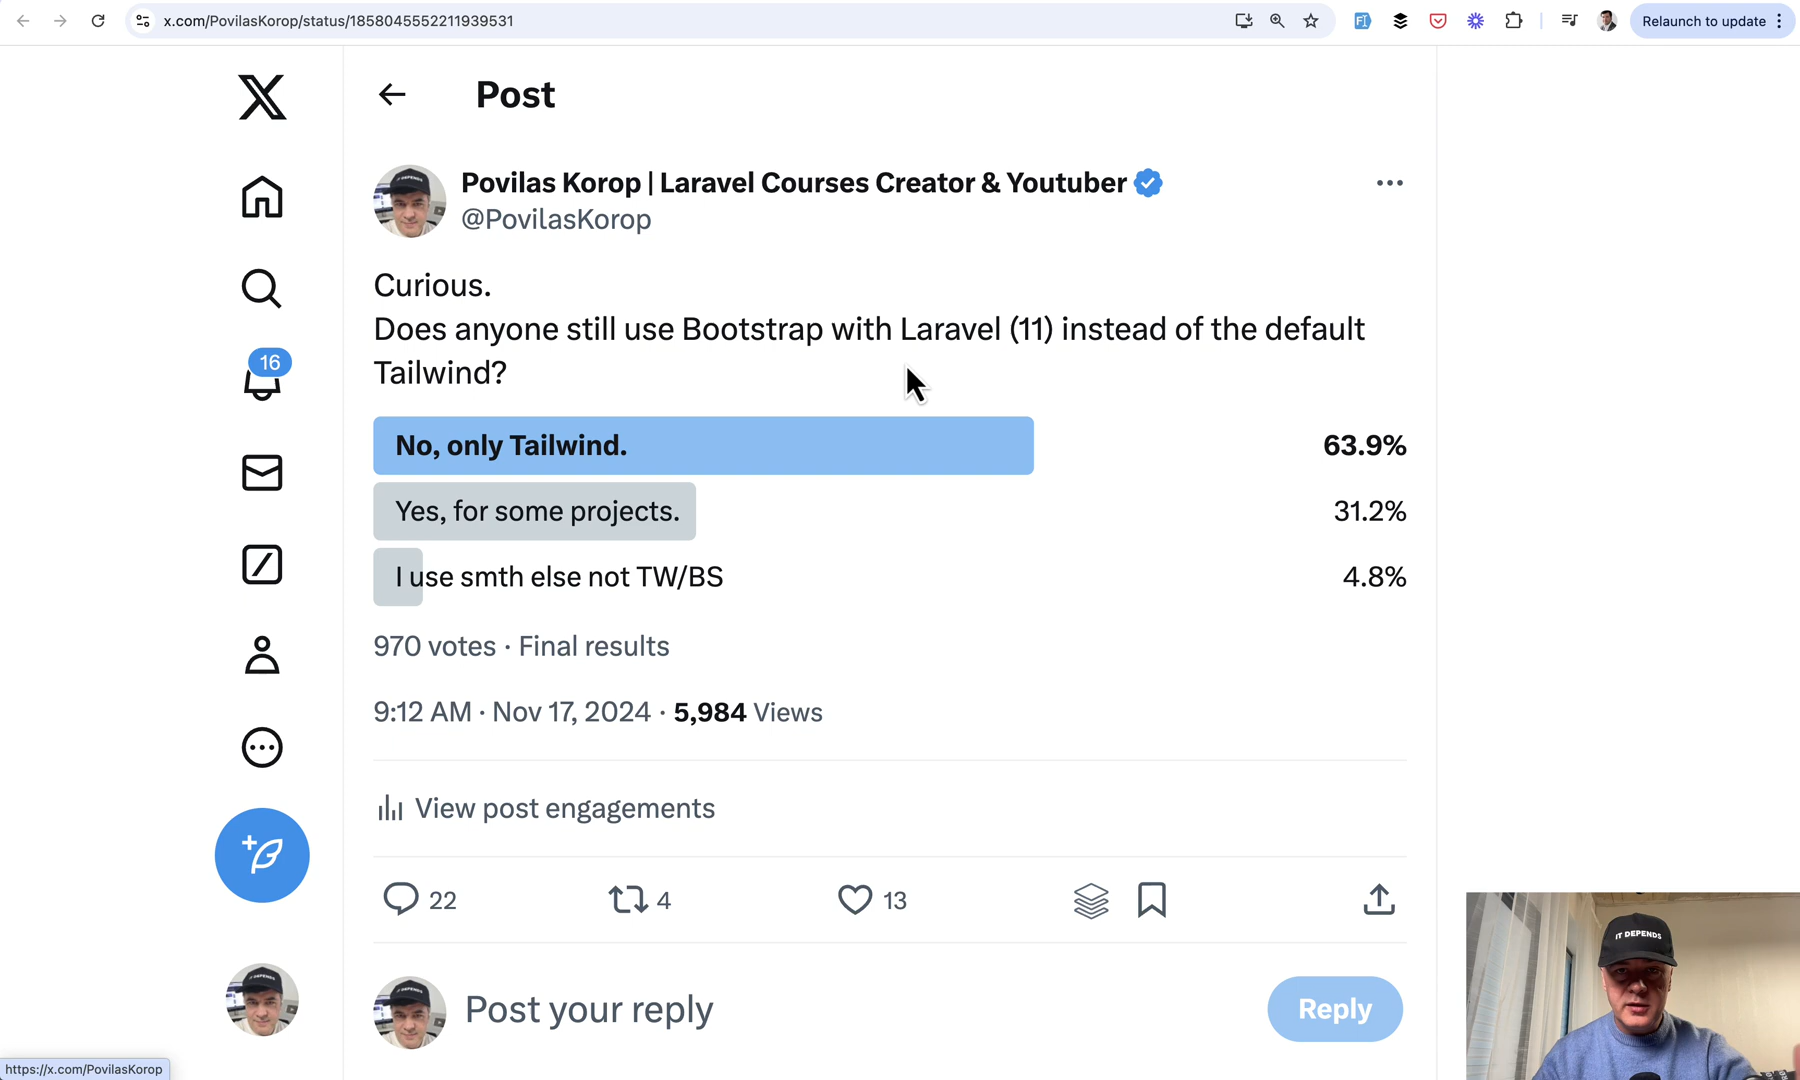 x.com/PovilasKorop/status/1858045552211939531
Relaunch to update
Post
Povilas Korop | Laravel Courses Creator & Youtuber
@PovilasKorop
Curious.
Does anyone still use Bootstrap with Laravel (11) instead of the default
Tailwind?
16
No, only Tailwind. 63.9%
Yes, for some projects. 31.2%
I use smth else not TW/BS 4.8%
970 votes · Final results
9:12 AM · Nov 17, 2024 · 5,984 Views
View post engagements
22 4 13
IT DEPENDS
Post your reply
Reply
https://x.com/PovilasKorop